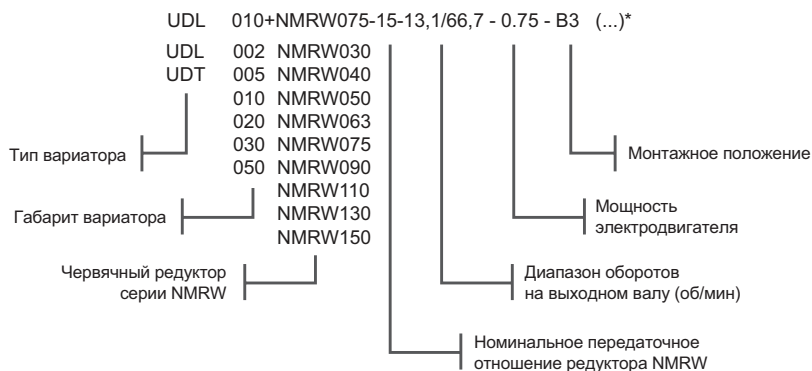 UDL 010+NMRW075-15-13,1/66,7 - 0.75 - B3 (...)*
UDL 002 NMRW030
UDT 005 NMRW040
010 NMRW050
020 NMRW063
030 NMRW075
050 NMRW090
NMRW110
NMRW130
NMRW150
Тип вариатора
Габарит вариатора
Червячный редуктор
серии NMRW
Монтажное положение
Мощность
электродвигателя
Диапазон оборотов
на выходном валу (об/мин)
Номинальное передаточное
отношение редуктора NMRW